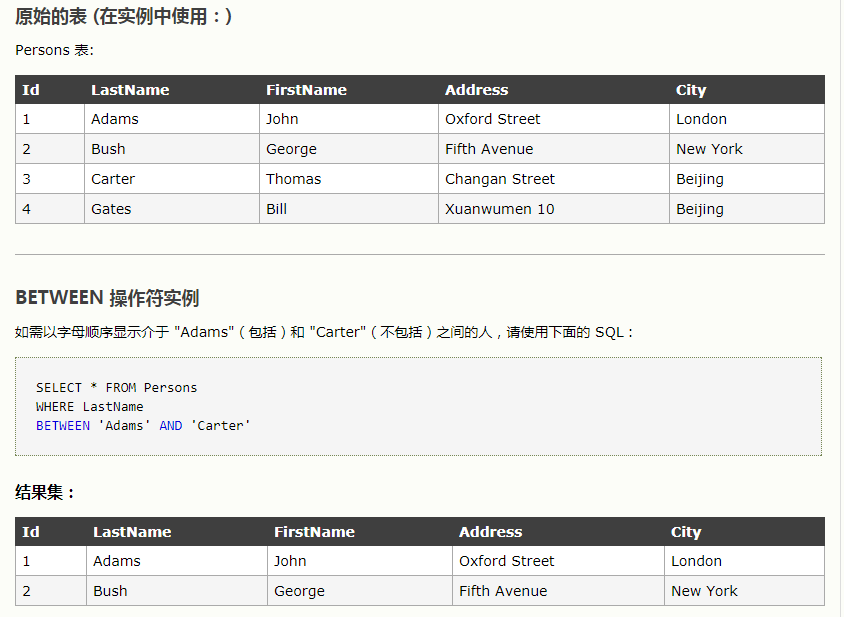 原始的表 (在实例中使用：)
Persons 表:
Id LastName FirstName Address City
1 Adams John Oxford Street London
2 Bush George Fifth Avenue New York
3 Carter Thomas Changan Street Beijing
4 Gates Bill Xuanwumen 10 Beijing
BETWEEN 操作符实例
如需以字母顺序显示介于 "Adams"（包括）和 "Carter"（不包括）之间的人，请使用下面的 SQL：
SELECT * FROM Persons
WHERE LastName
BETWEEN 'Adams' AND 'Carter'
结果集：
Id LastName FirstName Address City
1 Adams John Oxford Street London
2 Bush George Fifth Avenue New York